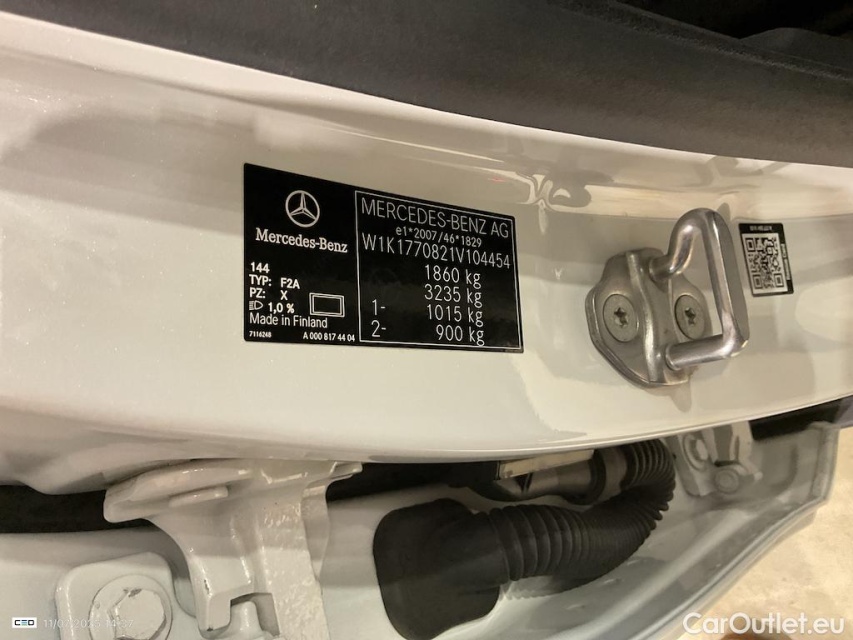 Mercedes-Benz
144
TYP: F2A
PZ: X
1,0 %
Made in Finland
7116248
A 000 817 44 04
MERCEDES-BENZ AG
e1*2007/46*1829
W1K1770821V104454
1860 kg
3235 kg
1- 1015 kg
2- 900 kg
CarOutlet.eu